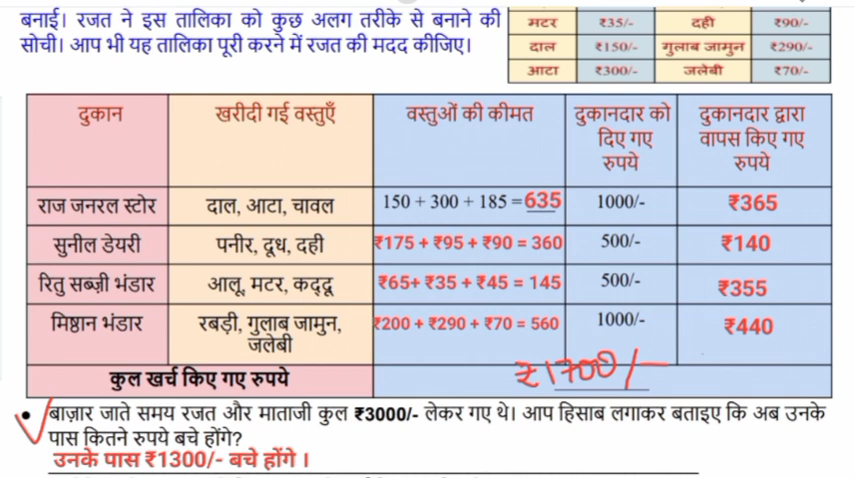 बनाई। रजत ने इस तालिका को कुछ अलग तरीके से बनाने की
सोची। आप भी यह तालिका पूरी करने में रजत की मदद कीजिए।
मटर ₹35/- दही ₹90/-
दाल ₹150/- गुलाब जामुन ₹290/-
आटा ₹300/- जलेबी ₹70/-
दुकान खरीदी गई वस्तुएँ वस्तुओं की कीमत दुकानदार को दिए गए रुपये दुकानदार द्वारा वापस किए गए रुपये
राज जनरल स्टोर दाल, आटा, चावल 150 + 300 + 185 = 635 1000/- ₹365
सुनील डेयरी पनीर, दूध, दही ₹175 + ₹95 + ₹90 = 360 500/- ₹140
रितु सब्ज़ी भंडार आलू, मटर, कद्दू ₹65+ ₹35 + ₹45 = 145 500/- ₹355
मिष्ठान भंडार रबड़ी, गुलाब जामुन, जलेबी ₹200 + ₹290 + ₹70 = 560 1000/- ₹440
कुल खर्च किए गए रुपये ₹1700/-
• बाज़ार जाते समय रजत और माताजी कुल ₹3000/- लेकर गए थे। आप हिसाब लगाकर बताइए कि अब उनके
पास कितने रुपये बचे होंगे?
उनके पास ₹1300/- बचे होंगे ।